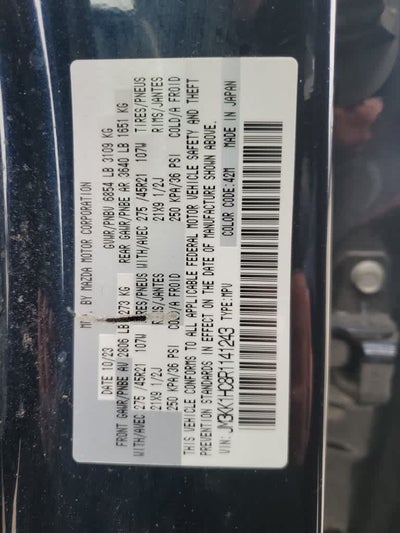 BY MAZDA MOTOR CORPORATION
DATE 10/23 GVWR/PNBV 6854 LB 3109 KG
FRONT GAWR/PNBE AV 2806 LB 1273 KG REAR GAWR/PNBE AR 3640 LB 1651 KG
WITH/AVEC 275 /45R21 107W TIRES/PNEUS WITH/AVEC 275 /45R21 107W TIRES/PNEUS
21X9 1/2J RIMS/JANTES 21X9 1/2J RIMS/JANTES
250 KPA/36 PSI COLD/A FROID 250 KPA/36 PSI COLD/A FROID
THIS VEHICLE CONFORMS TO ALL APPLICABLE FEDERAL MOTOR VEHICLE SAFETY AND THEFT
PREVENTION STANDARDS IN EFFECT ON THE DATE OF MANUFACTURE SHOWN ABOVE.
COLOR CODE: 42M MADE IN JAPAN
VIN: JM3KK1HC8R1141243 TYPE: MPV